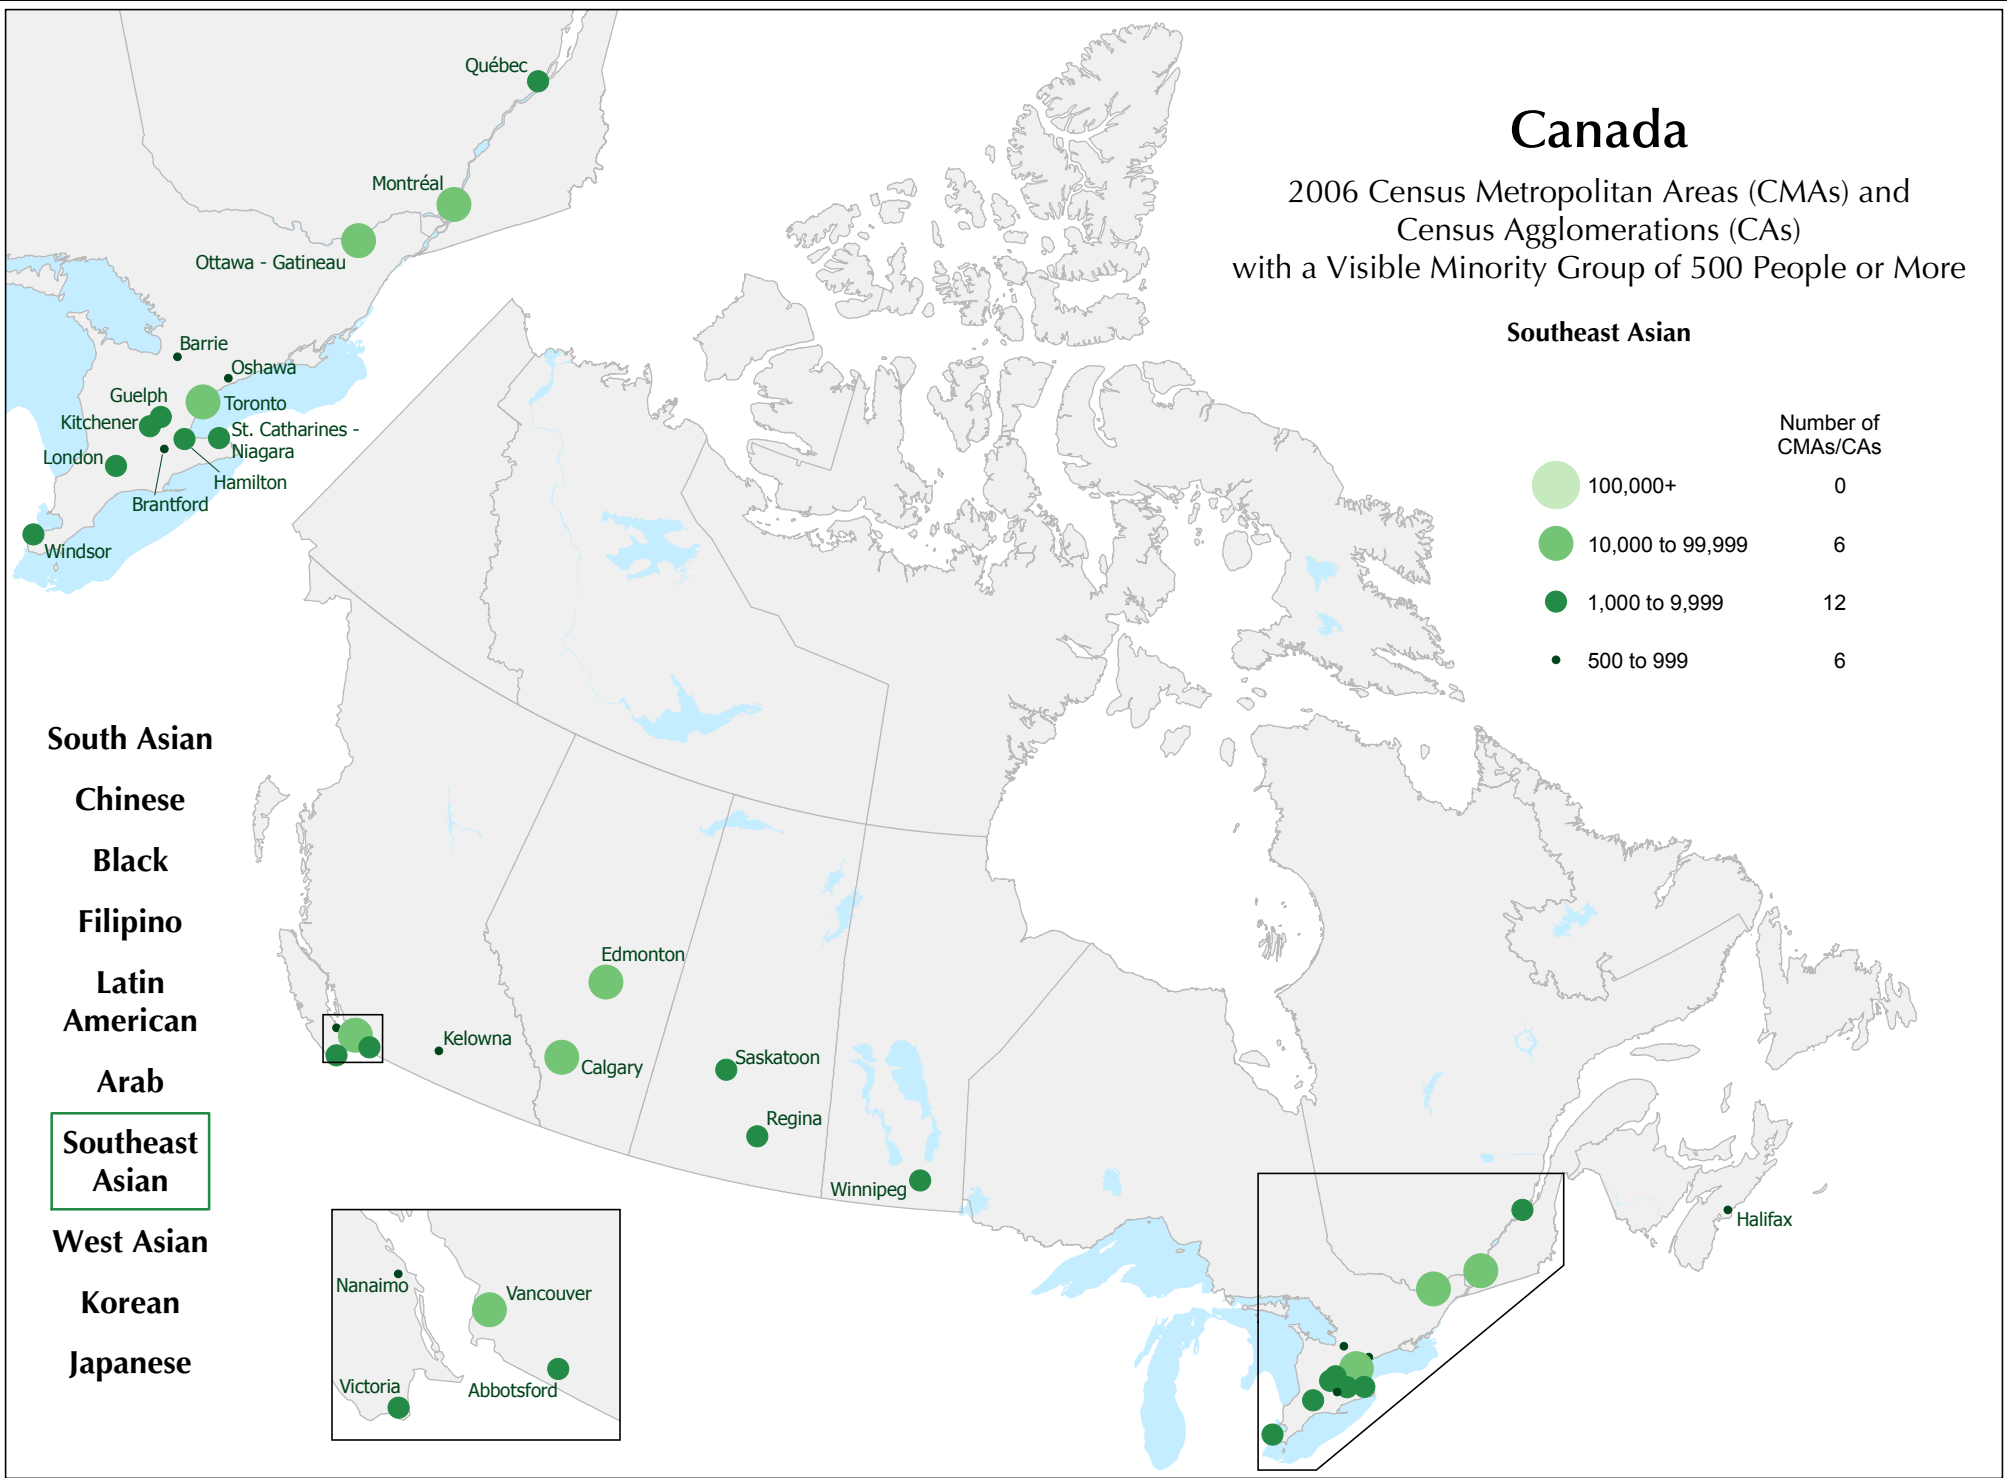 Canada
2006 Census Metropolitan Areas (CMAs) and
Census Agglomerations (CAs)
with a Visible Minority Group of 500 People or More
Southeast Asian
Number of
CMAs/CAs
100,000+ 0
10,000 to 99,999 6
1,000 to 9,999 12
500 to 999 6
Québec
Montréal
Ottawa - Gatineau
Barrie
Oshawa
Guelph
Toronto
Kitchener
St. Catharines -
Niagara
London
Hamilton
Brantford
Windsor
South Asian
Chinese
Black
Filipino
Latin
American
Arab
Southeast
Asian
West Asian
Korean
Japanese
Edmonton
Kelowna
Calgary
Saskatoon
Regina
Winnipeg
Halifax
Nanaimo
Vancouver
Victoria
Abbotsford